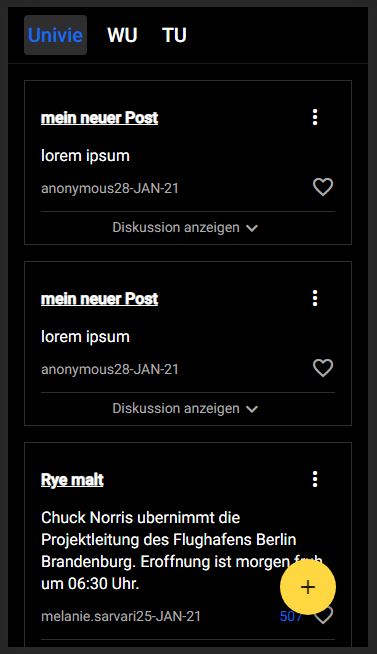 Univie WU TU
mein neuer Post
lorem ipsum
anonymous28-JAN-21
Diskussion anzeigen
mein neuer Post
lorem ipsum
anonymous28-JAN-21
Diskussion anzeigen
Rye malt
Chuck Norris ubernimmt die
Projektleitung des Flughafens Berlin
Brandenburg. Eroffnung ist morgen fruh
um 06:30 Uhr.
melanie.sarvari25-JAN-21 507